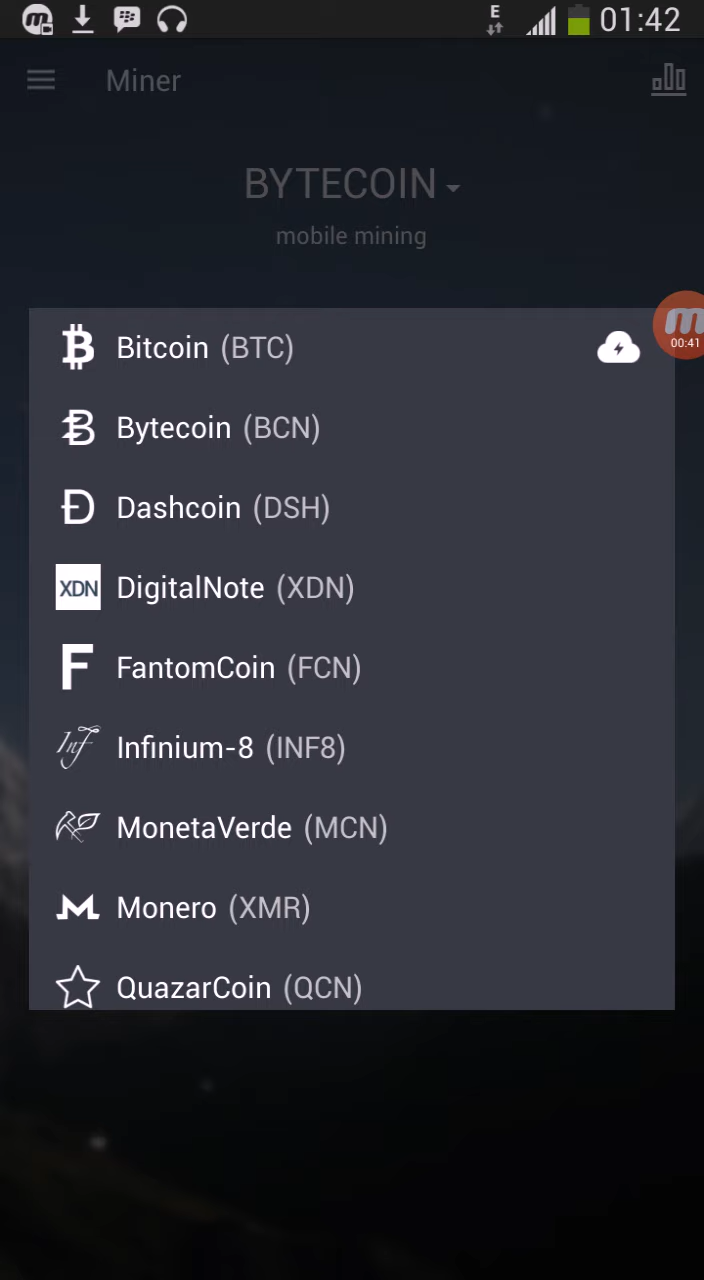 E
01:42
Miner
BYTECOIN
mobile mining
Bitcoin (BTC)
00:41
Bytecoin (BCN)
Dashcoin (DSH)
XDN DigitalNote (XDN)
FantomCoin (FCN)
Inf Infinium-8 (INF8)
MonetaVerde (MCN)
Monero (XMR)
QuazarCoin (QCN)